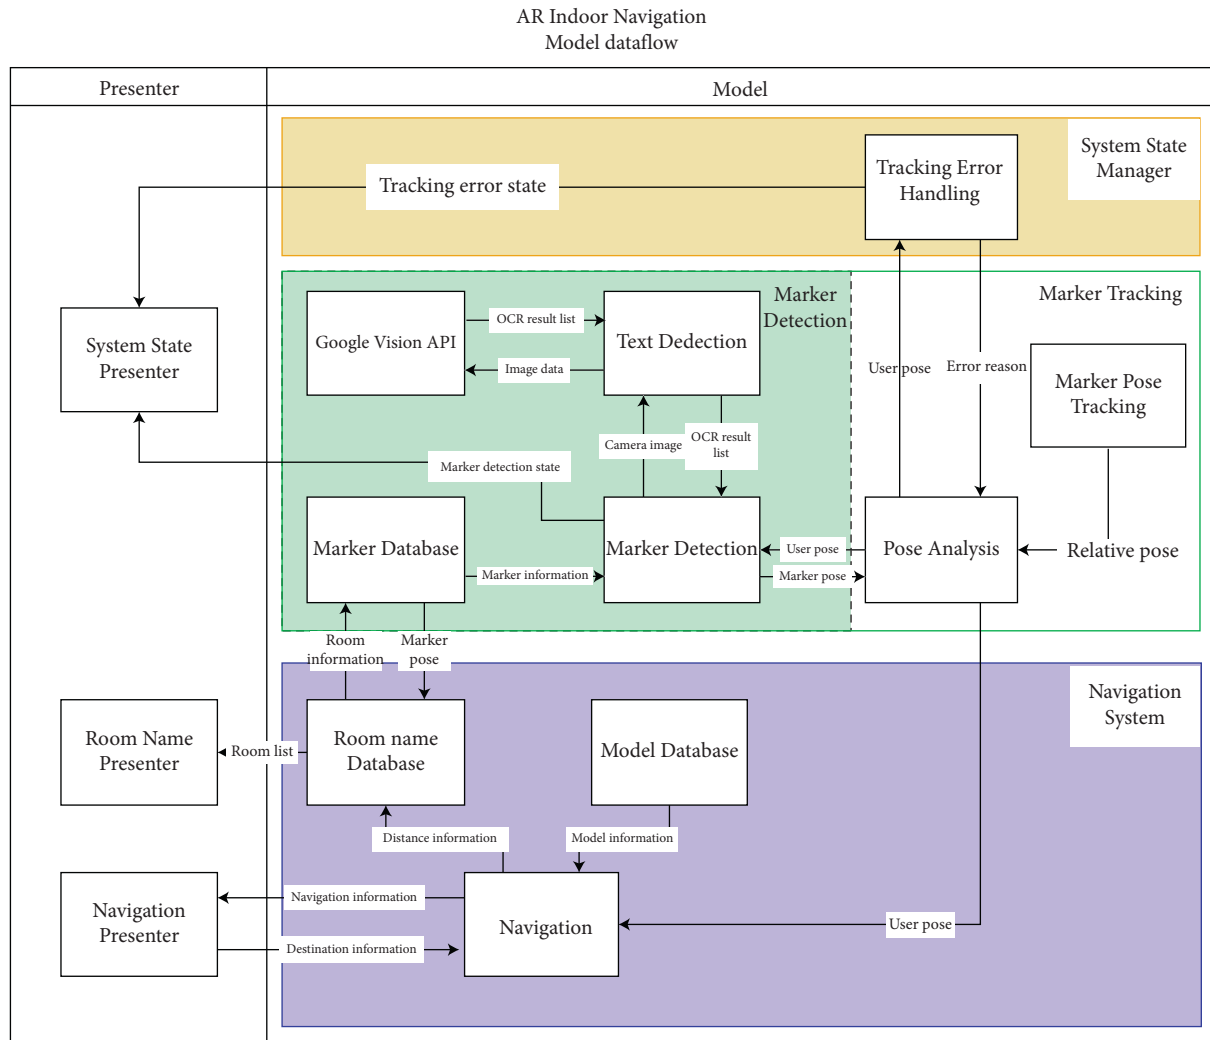 AR Indoor Navigation
Model dataflow
Presenter
Model
System State
Manager
Tracking Error
Handling
Tracking error state
Marker
Detection
Marker Tracking
Google Vision API
OCR result list
Text Dedection
Image data
System State
Presenter
User pose
Error reason
Marker Pose
Tracking
Camera image
OCR result
list
Marker detection state
Marker Database
Marker Detection
User pose
Pose Analysis
Relative pose
Marker information
Marker pose
Room
information
Marker
pose
Navigation
System
Room Name
Presenter
Room list
Room name
Database
Model Database
Distance information
Model information
Navigation
Presenter
Navigation information
Navigation
User pose
Destination information